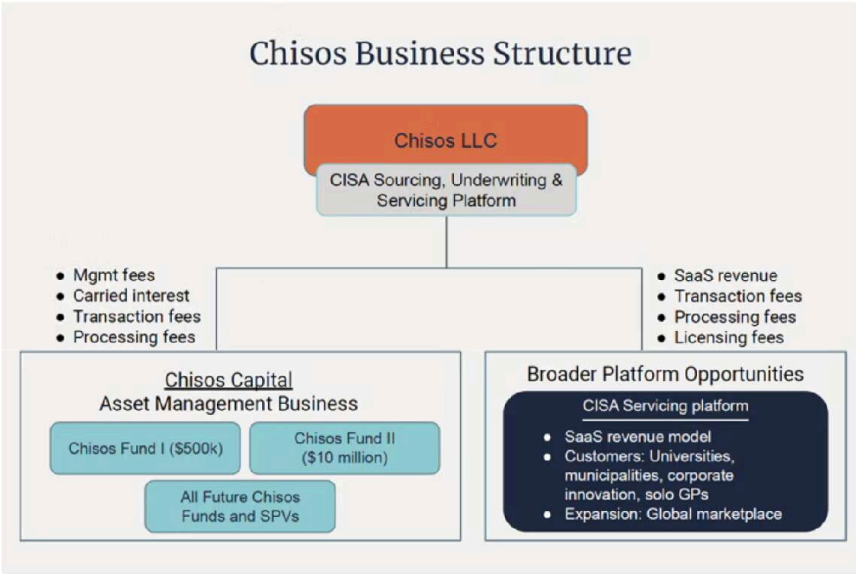 Chisos Business Structure
Chisos LLC
CISA Sourcing, Underwriting &
Servicing Platform
● Mgmt fees
● Carried interest
● Transaction fees
● Processing fees
● SaaS revenue
● Transaction fees
● Processing fees
● Licensing fees
Chisos Capital
Asset Management Business
Chisos Fund I ($500k)
Chisos Fund II
($10 million)
All Future Chisos
Funds and SPVs
Broader Platform Opportunities
CISA Servicing platform
● SaaS revenue model
● Customers: Universities,
municipalities, corporate
innovation, solo GPs
● Expansion: Global marketplace